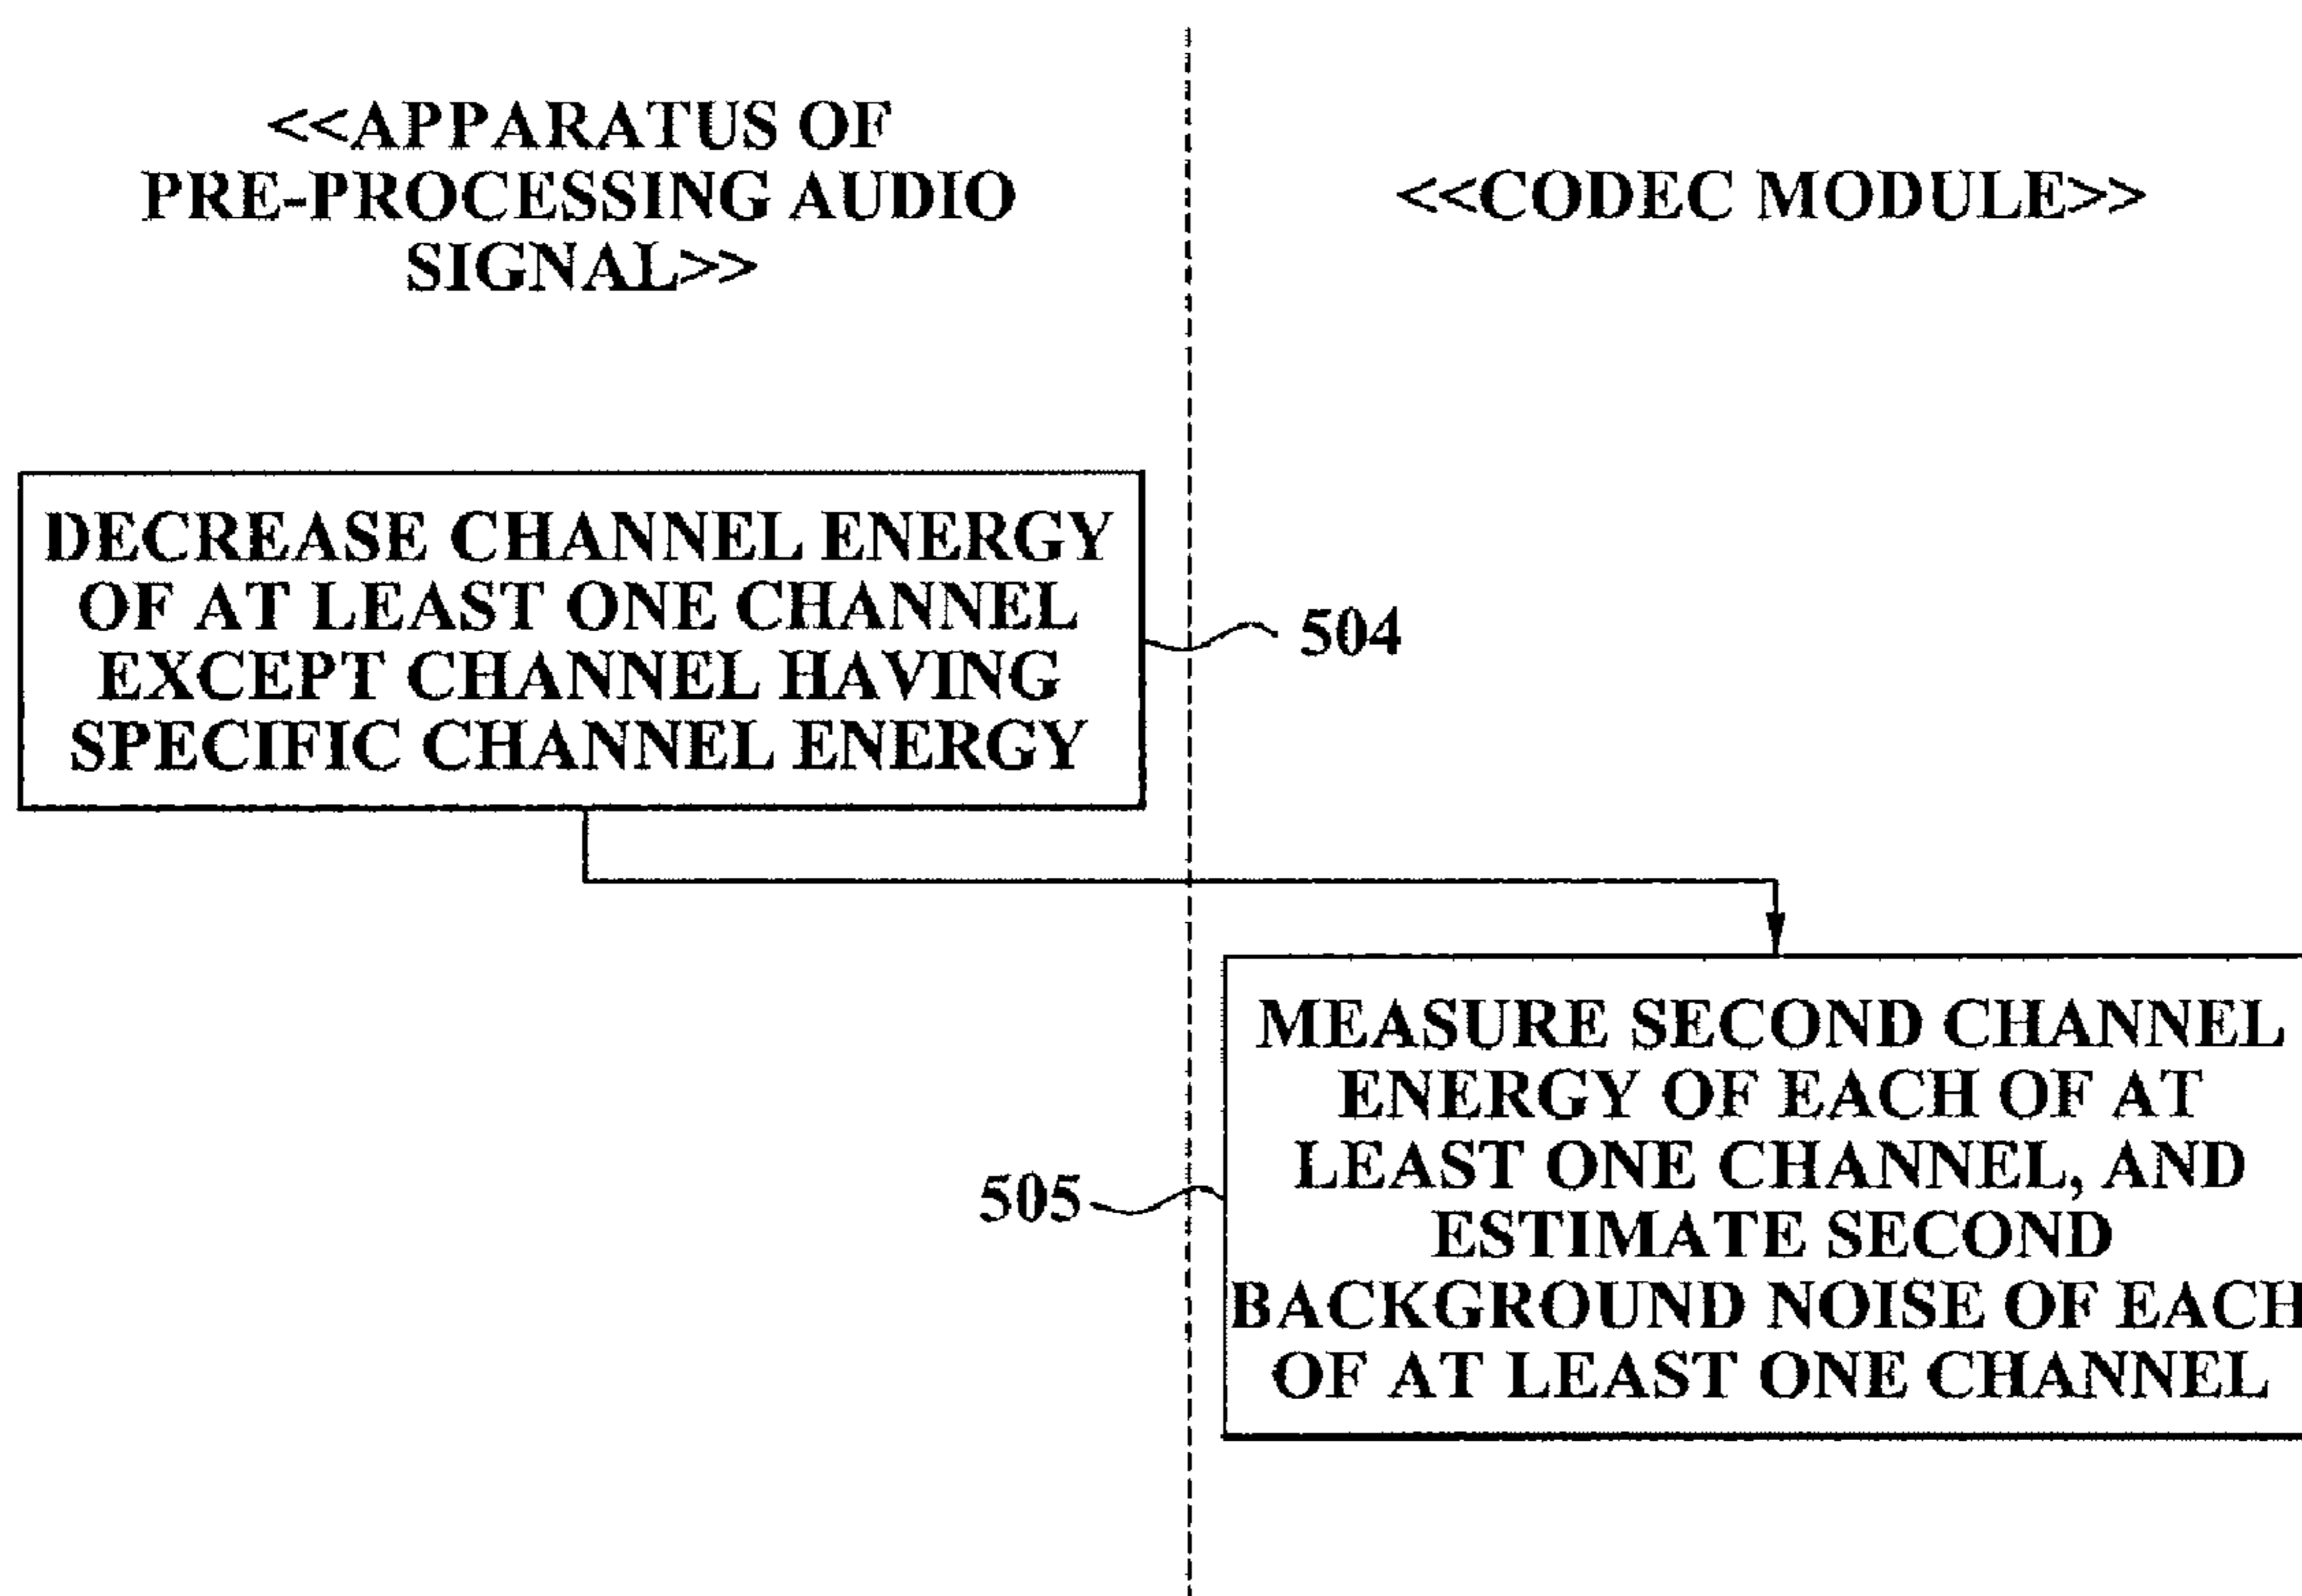 <<APPARATUS OF
PRE-PROCESSING AUDIO
SIGNAL>>
<<CODEC MODULE>>
DECREASE CHANNEL ENERGY
OF AT LEAST ONE CHANNEL
EXCEPT CHANNEL HAVING
SPECIFIC CHANNEL ENERGY
504
MEASURE SECOND CHANNEL
ENERGY OF EACH OF AT
LEAST ONE CHANNEL, AND
ESTIMATE SECOND
BACKGROUND NOISE OF EACH
OF AT LEAST ONE CHANNEL
505